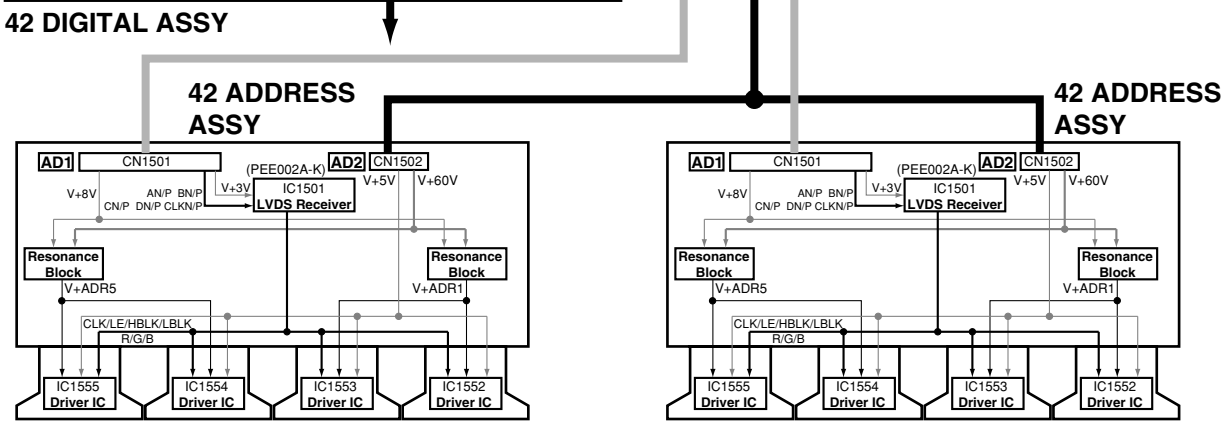 42 DIGITAL ASSY
42 ADDRESS
ASSY
AD1
CN1501
(PEE002A-K)
AD2
CN1502
V+8V
AN/P BN/P
V+3V
IC1501
V+5V
V+60V
CN/P DN/P CLKN/P
LVDS Receiver
Resonance
Block
Resonance
Block
V+ADR5
V+ADR1
CLK/LE/HBLK/LBLK
R/G/B
IC1555
Driver IC
IC1554
Driver IC
IC1553
Driver IC
IC1552
Driver IC
42 ADDRESS
ASSY
AD1
CN1501
(PEE002A-K)
AD2
CN1502
V+8V
AN/P BN/P
V+3V
IC1501
V+5V
V+60V
CN/P DN/P CLKN/P
LVDS Receiver
Resonance
Block
Resonance
Block
V+ADR5
V+ADR1
CLK/LE/HBLK/LBLK
R/G/B
IC1555
Driver IC
IC1554
Driver IC
IC1553
Driver IC
IC1552
Driver IC